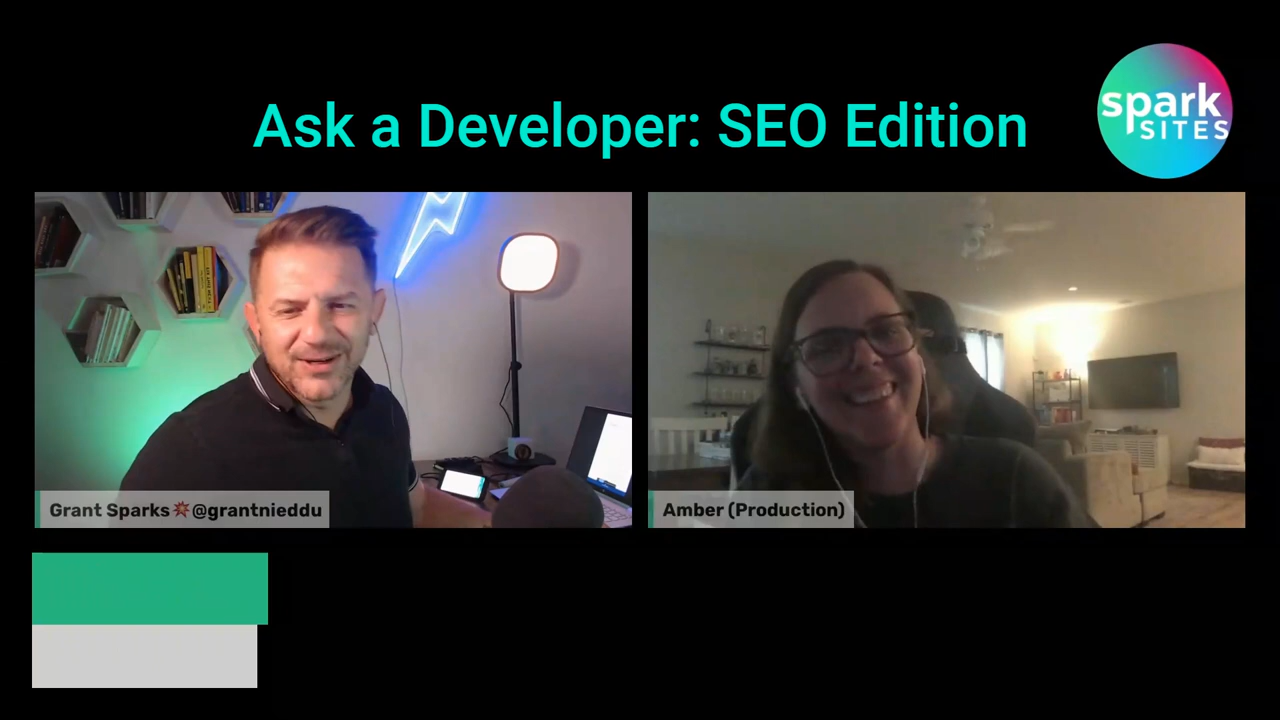 Ask a Developer: SEO Edition
spark
SITES
Grant Sparks💥@grantnieddu
Amber (Production)